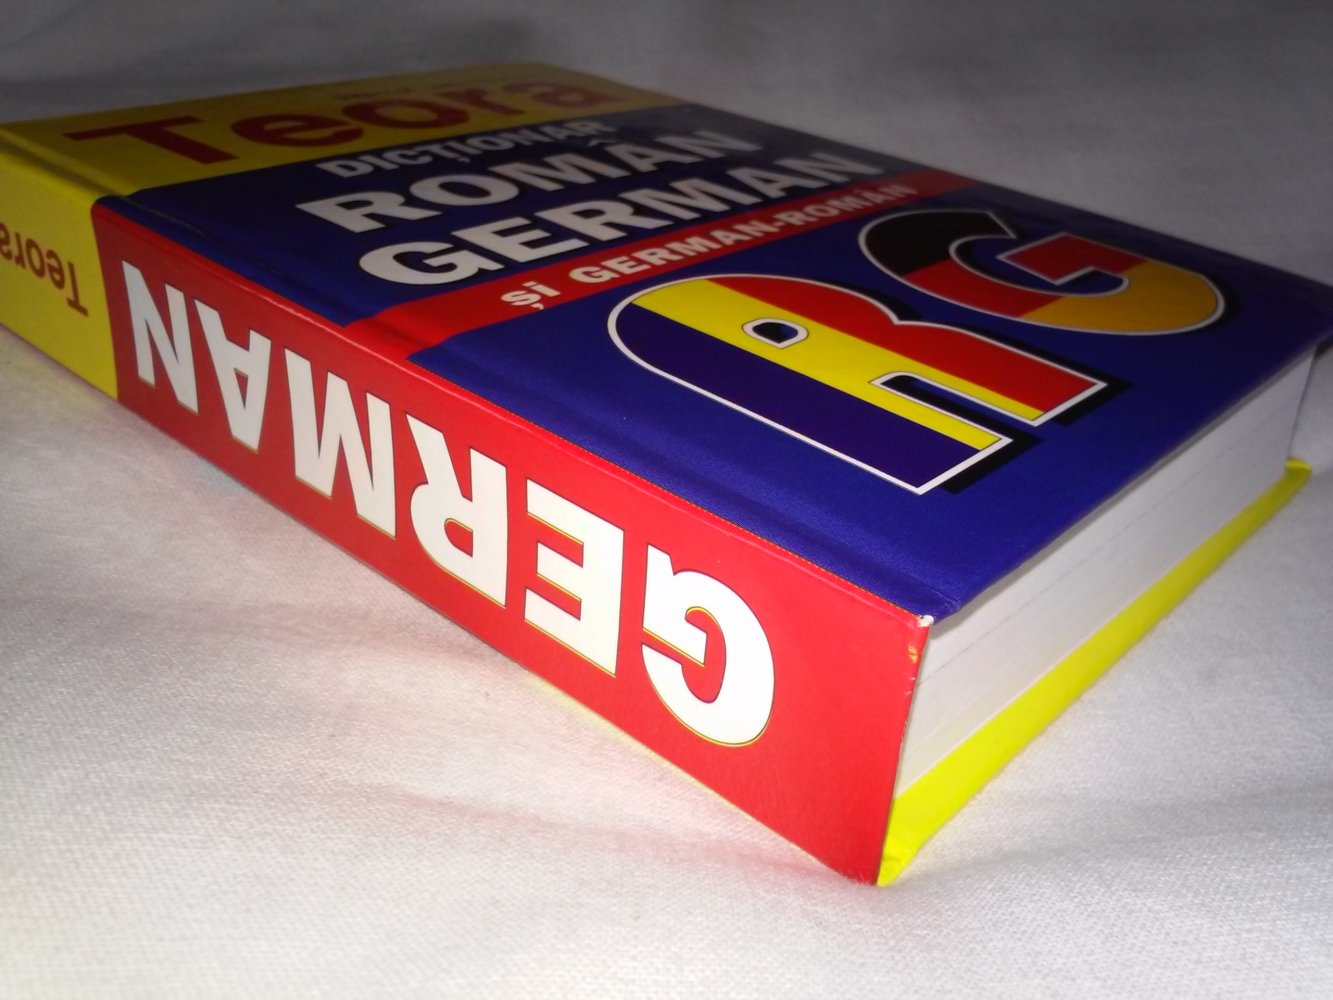 Teora
DICȚIONAR
ROMÂN
GERMAN
și GERMAN-ROMÂN
RG
GERMAN
Teora